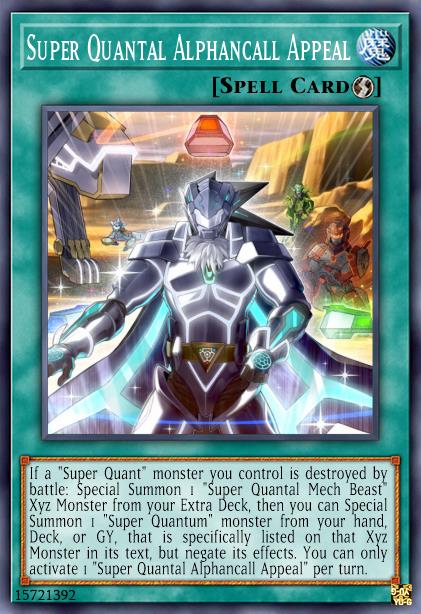 SUPER QUANTAL ALPHANCALL APPEAL
魔
[SPELL CARD]
If a "Super Quant" monster you control is destroyed by
battle: Special Summon 1 "Super Quantal Mech Beast"
Xyz Monster from your Extra Deck, then you can Special
Summon 1 "Super Quantum" monster from your hand,
Deck, or GY, that is specifically listed on that Xyz
Monster in its text, but negate its effects. You can only
activate 1 "Super Quantal Alphancall Appeal" per turn.
15721392